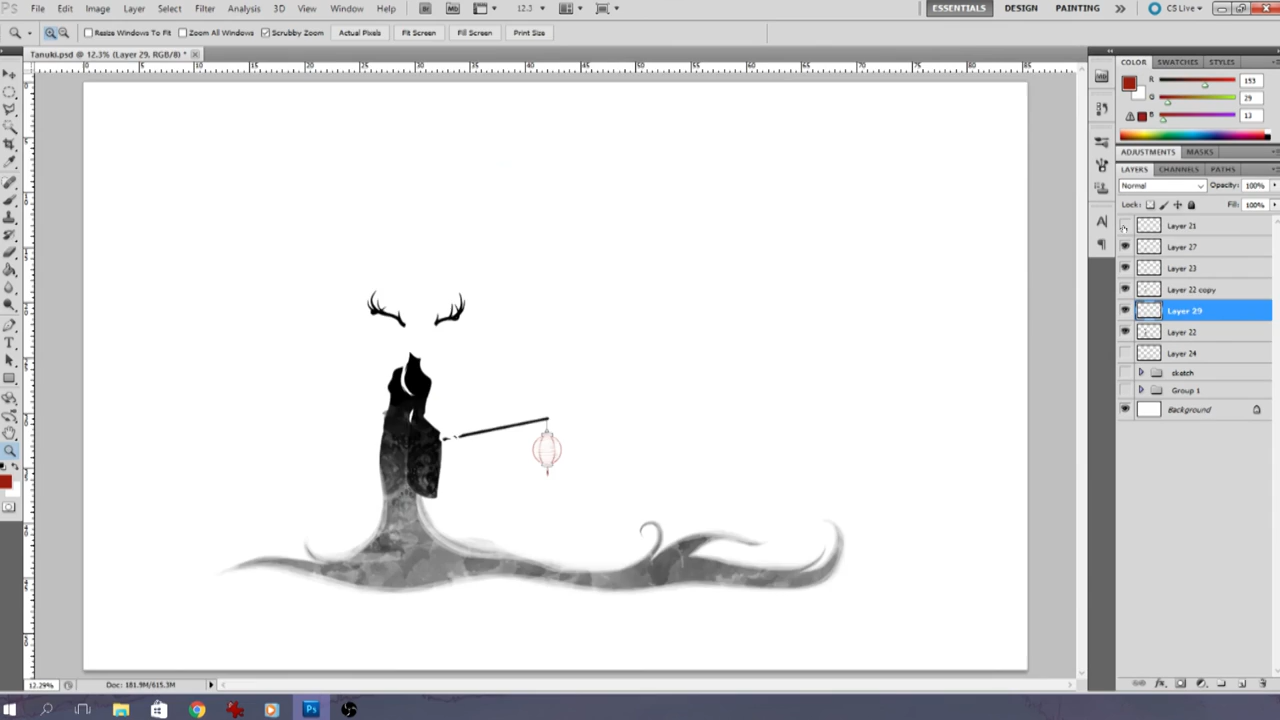 Ps File Edit Image Layer Select Filter Analysis 3D View Window Help Br Mb 12.3 ESSENTIALS DESIGN PAINTING CS Live
Resize Windows To Fit Zoom All Windows Scrubby Zoom Actual Pixels Fit Screen Fill Screen Print Size
Tanuki.psd @ 12.3% (Layer 29, RGB/8) *
COLOR SWATCHES STYLES
R 153
G 29
B 13
ADJUSTMENTS MASKS
LAYERS CHANNELS PATHS
Normal Opacity: 100%
Lock: Fill: 100%
Layer 21
Layer 27
Layer 23
Layer 22 copy
Layer 29
Layer 22
Layer 24
sketch
Group 1
Background
12.29% Doc: 181.9M/615.3M